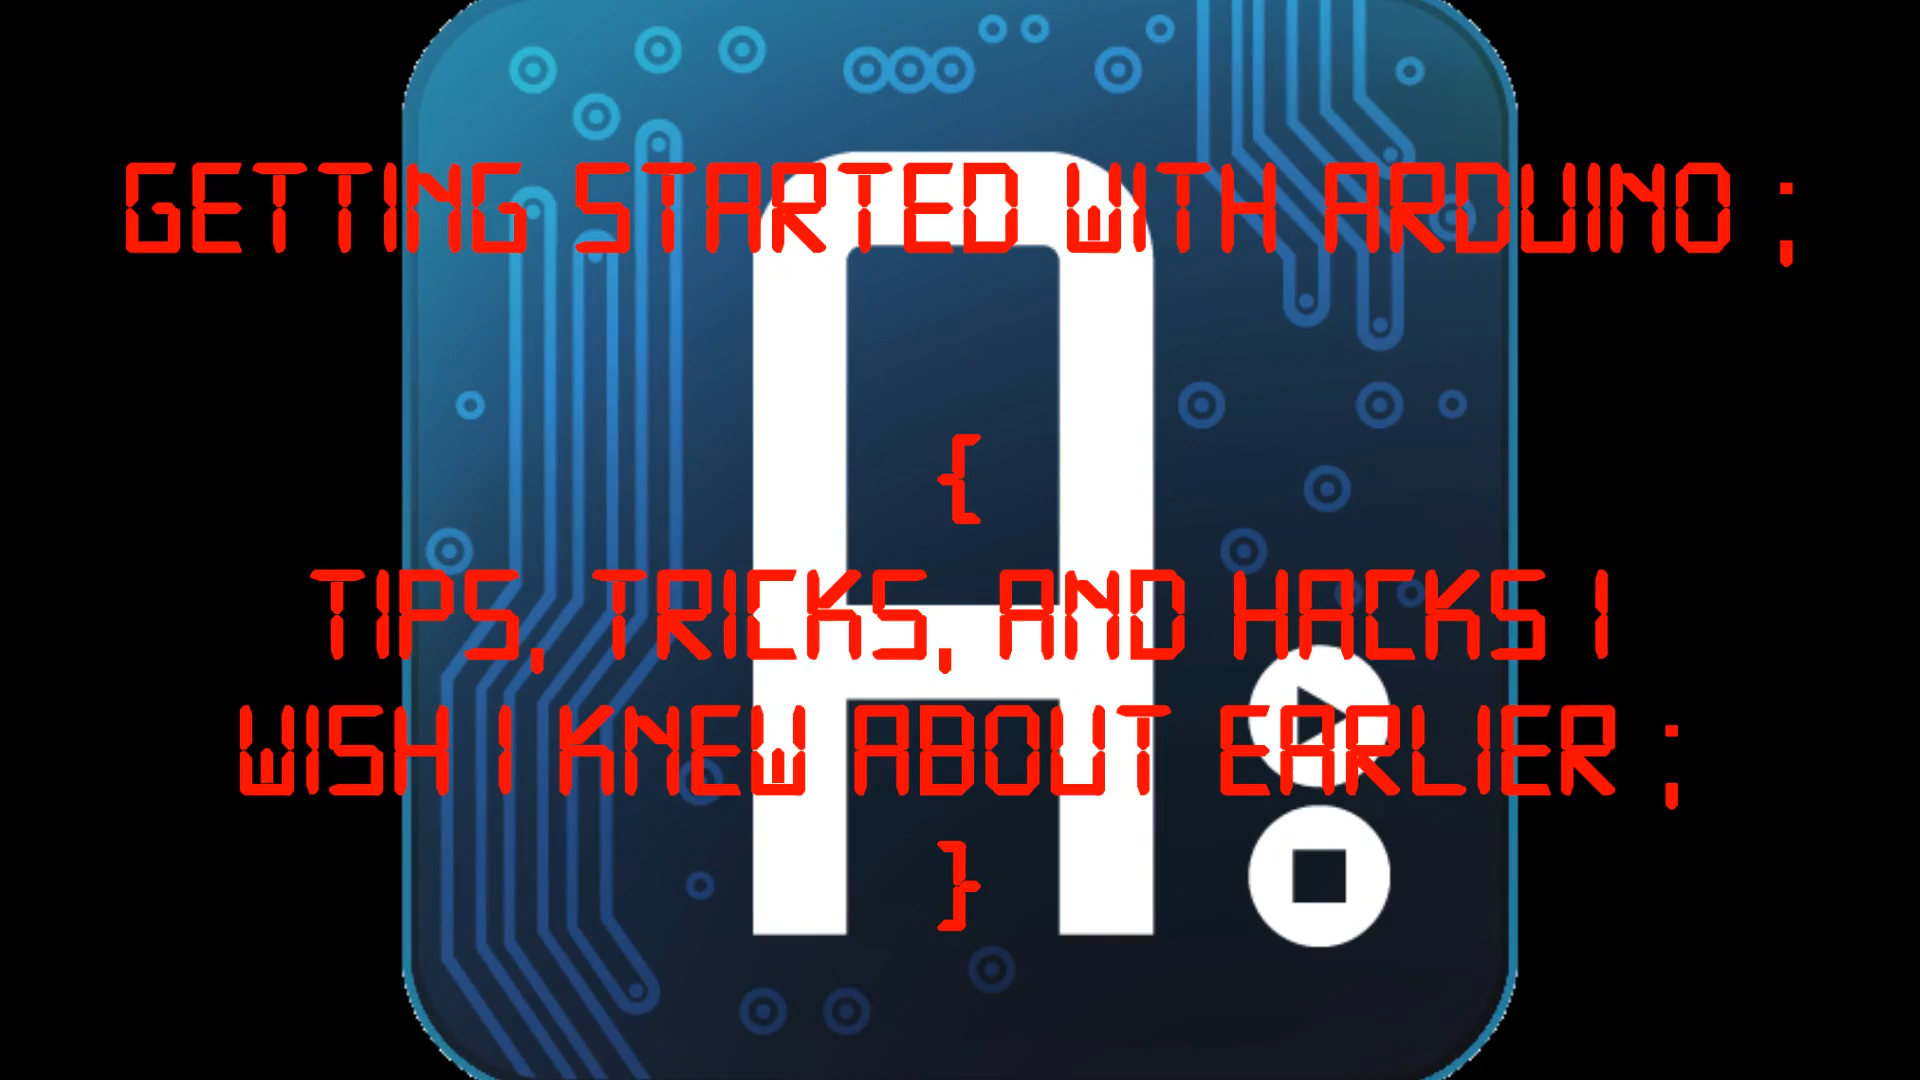 GETTING STARTED WITH ARDUINO ;
{
TIPS, TRICKS, AND HACKS I
WISH I KNEW ABOUT EARLIER ;
}